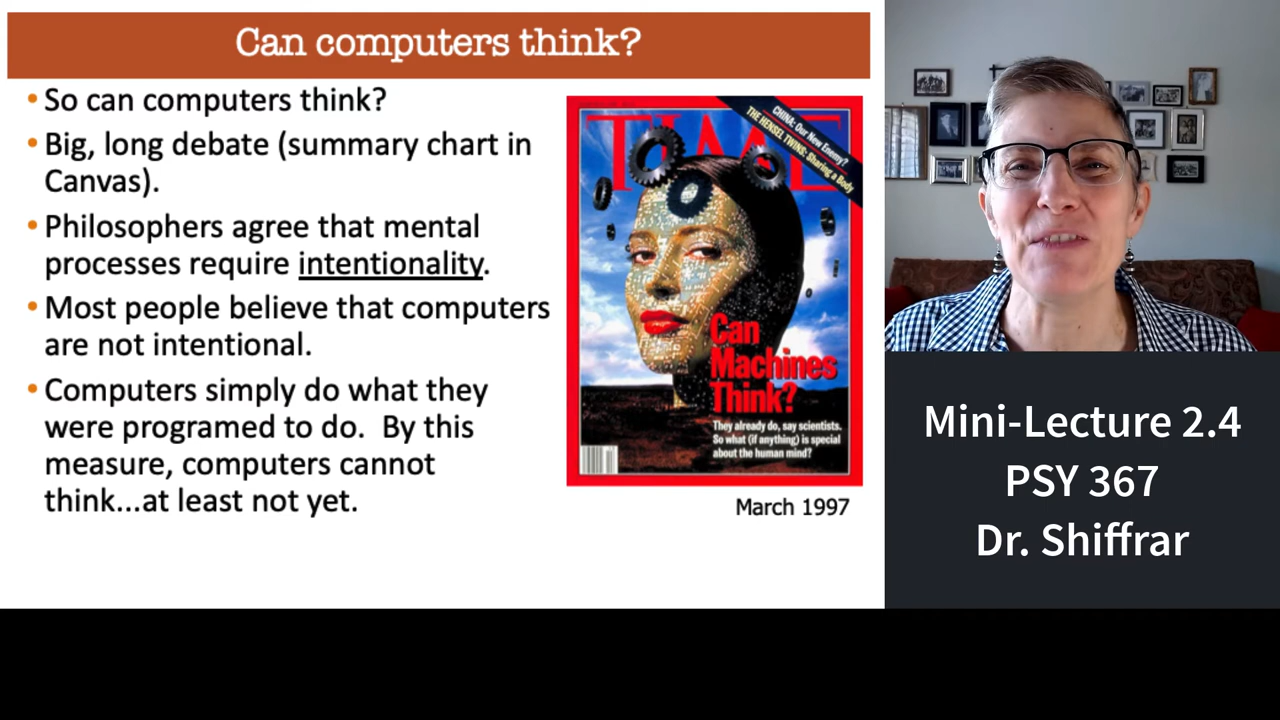 Can computers think?
• So can computers think?
• Big, long debate (summary chart in
Canvas).
• Philosophers agree that mental
processes require intentionality.
• Most people believe that computers
are not intentional.
• Computers simply do what they
were programed to do.  By this
measure, computers cannot
think...at least not yet.
TIME
CHINA: Our New Enemy?
THE HENSEL TWINS: Sharing a Body
Can
Machines
Think?
They already do, say scientists.
So what (if anything) is special
about the human mind?
March 1997
Mini-Lecture 2.4
PSY 367
Dr. Shiffrar